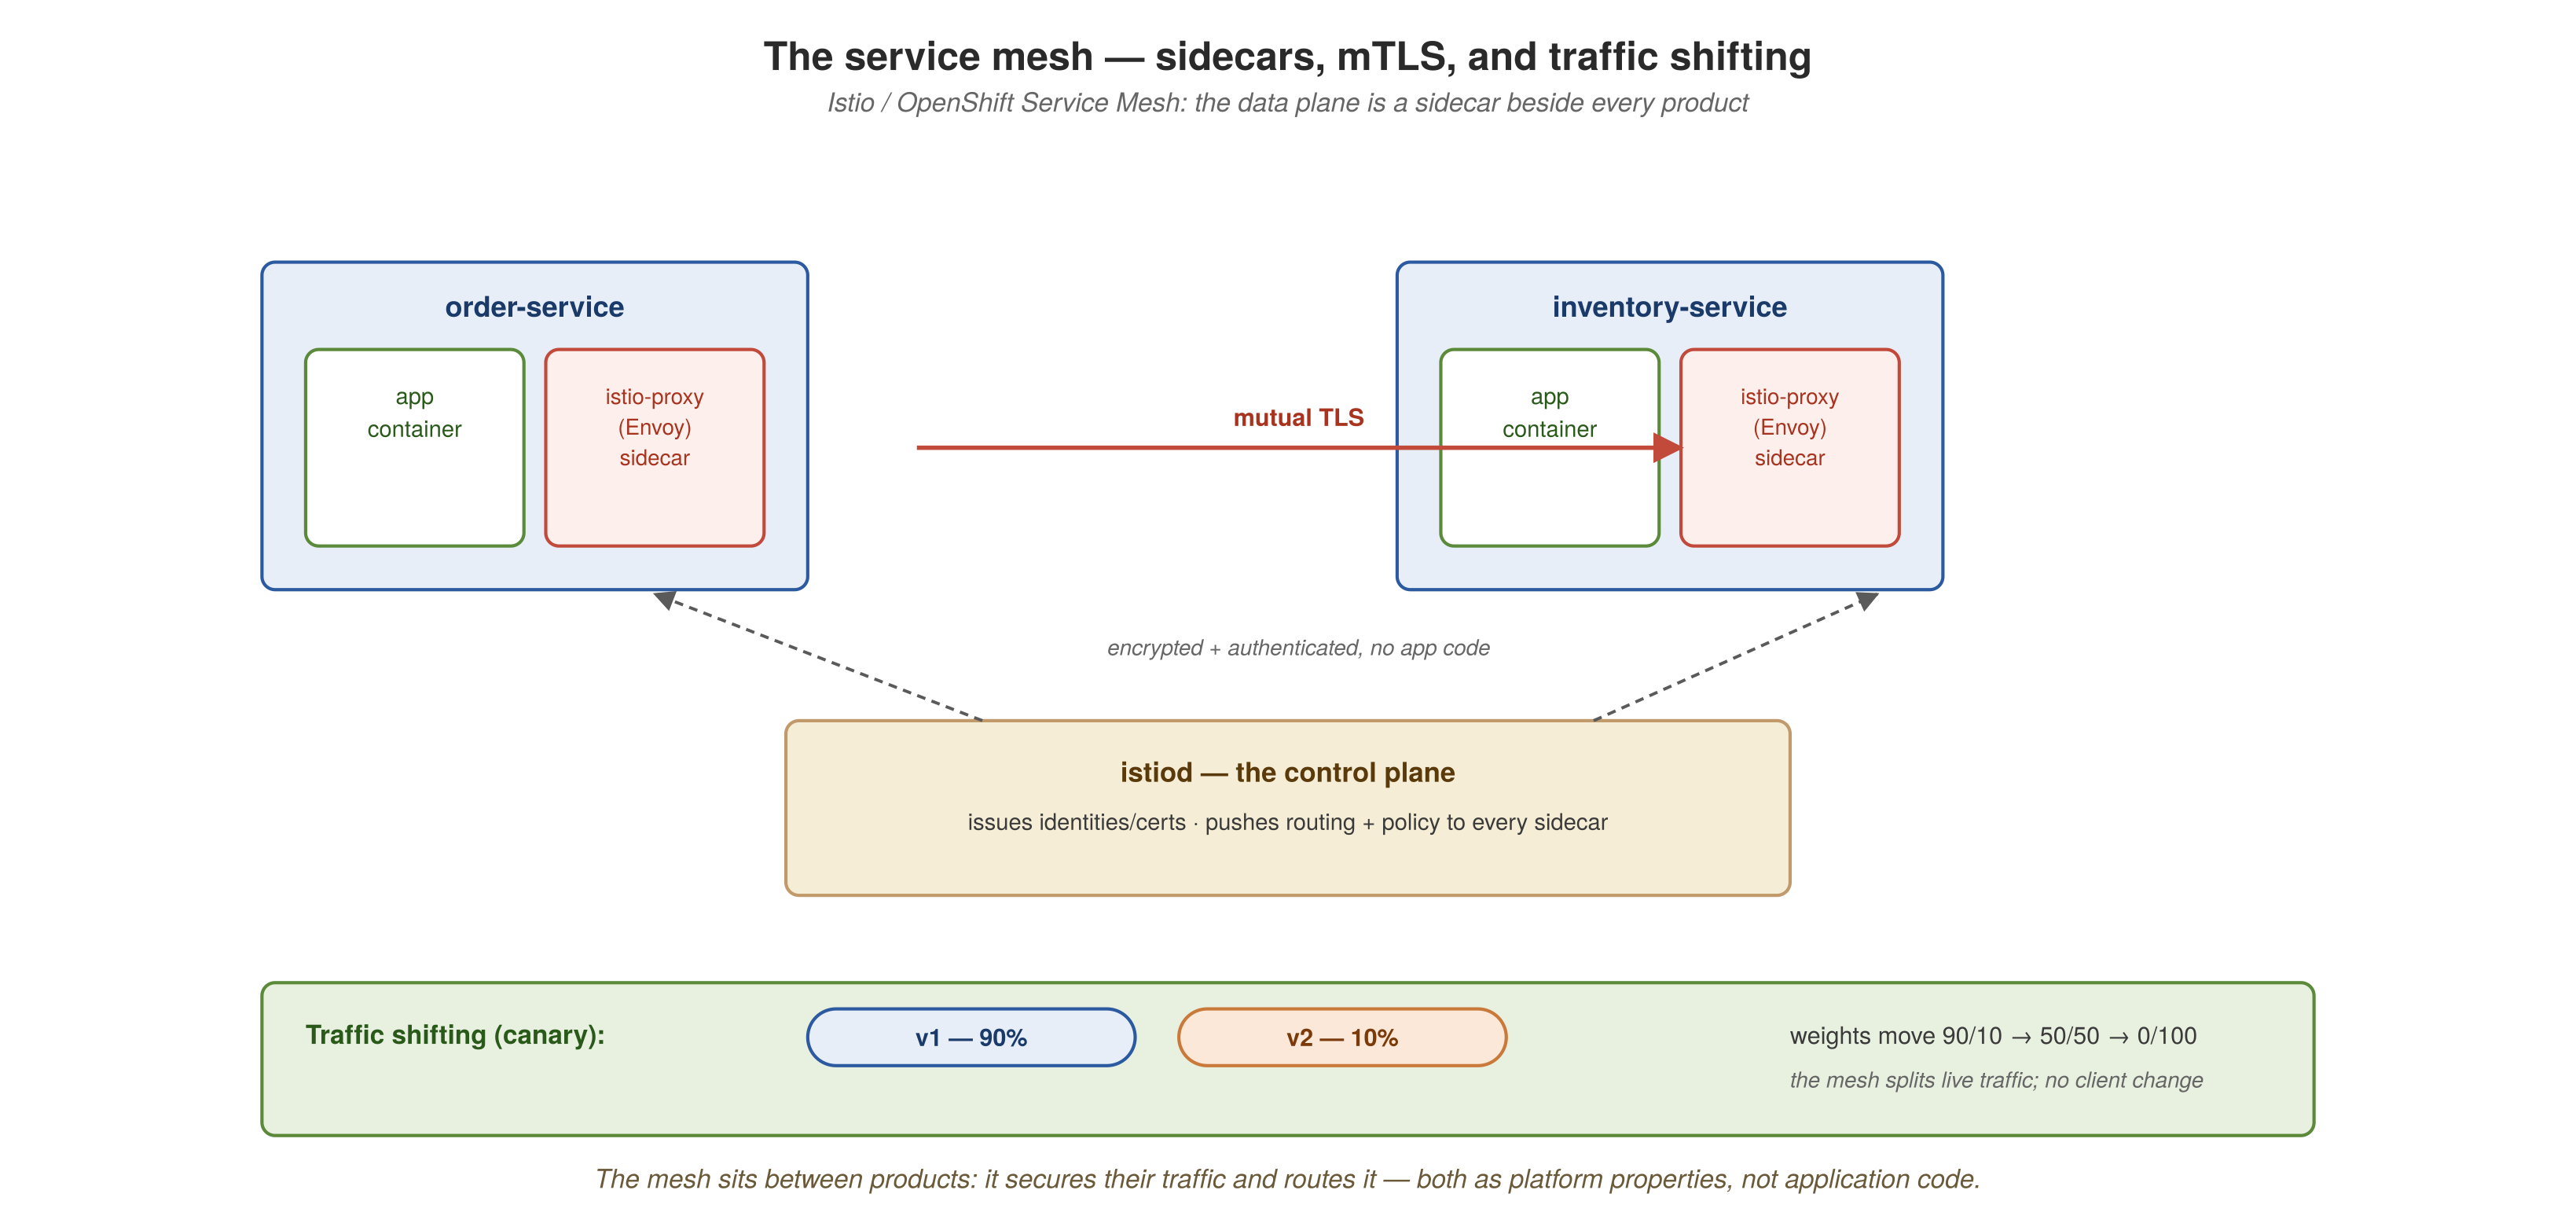 The service mesh — sidecars, mTLS, and traffic shifting
Istio / OpenShift Service Mesh: the data plane is a sidecar beside every product
order-service
app
container
istio-proxy
(Envoy)
sidecar
mutual TLS
inventory-service
app
container
istio-proxy
(Envoy)
sidecar
encrypted + authenticated, no app code
istiod — the control plane
issues identities/certs · pushes routing + policy to every sidecar
Traffic shifting (canary):
v1 — 90%
v2 — 10%
weights move 90/10 → 50/50 → 0/100
the mesh splits live traffic; no client change
The mesh sits between products: it secures their traffic and routes it — both as platform properties, not application code.